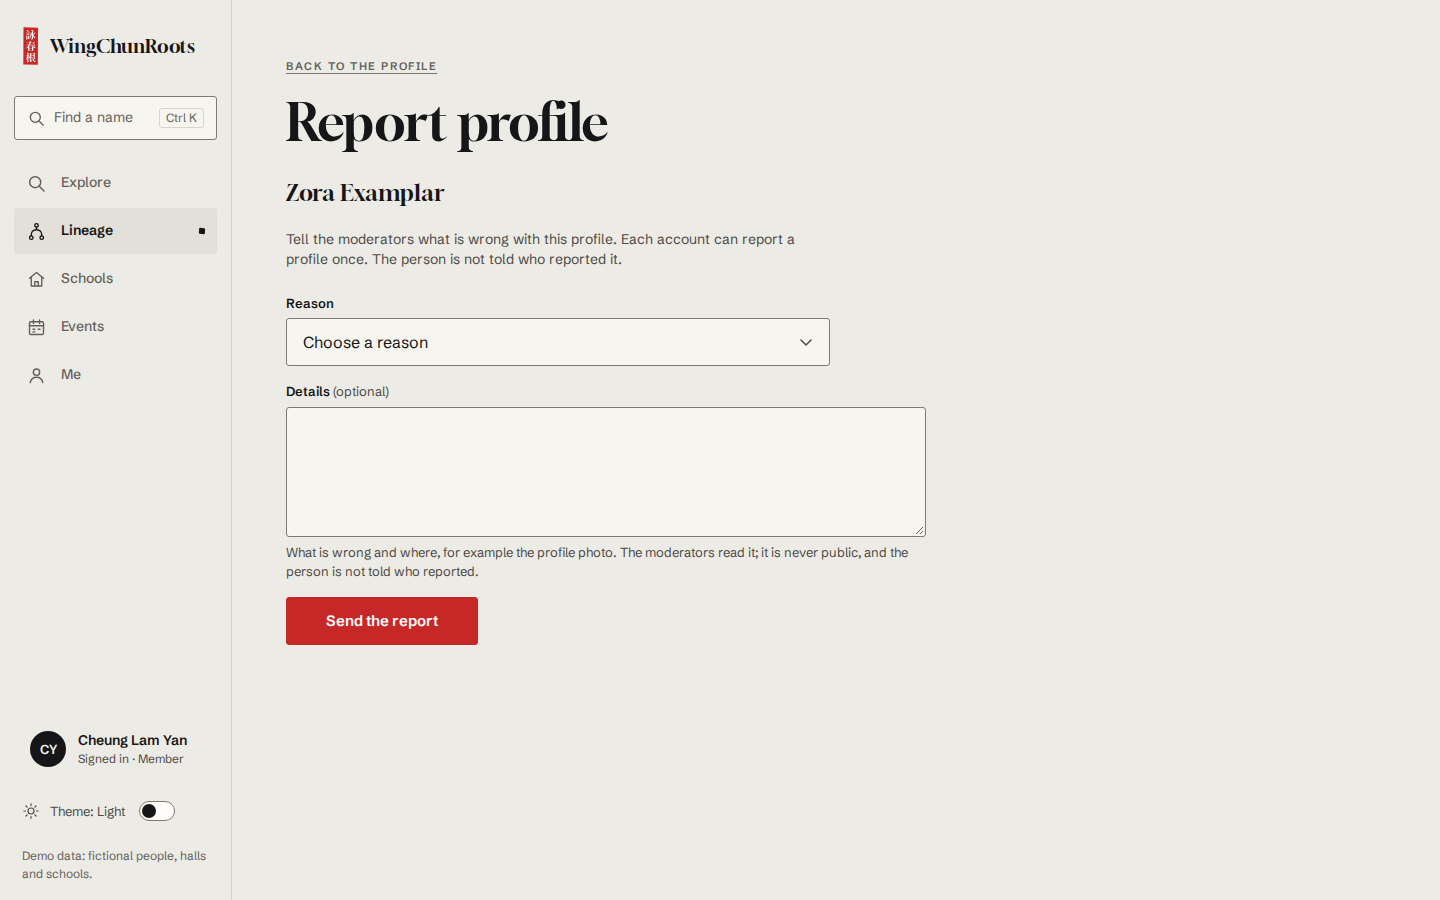 詠春根
WingChunRoots
Find a name
Ctrl K
Explore
Lineage
Schools
Events
Me
CY
Cheung Lam Yan
Signed in · Member
Theme: Light
Demo data: fictional people, halls
and schools.
BACK TO THE PROFILE
Report profile
Zora Examplar
Tell the moderators what is wrong with this profile. Each account can report a
profile once. The person is not told who reported it.
Reason
Choose a reason
Details (optional)
What is wrong and where, for example the profile photo. The moderators read it; it is never public, and the
person is not told who reported.
Send the report